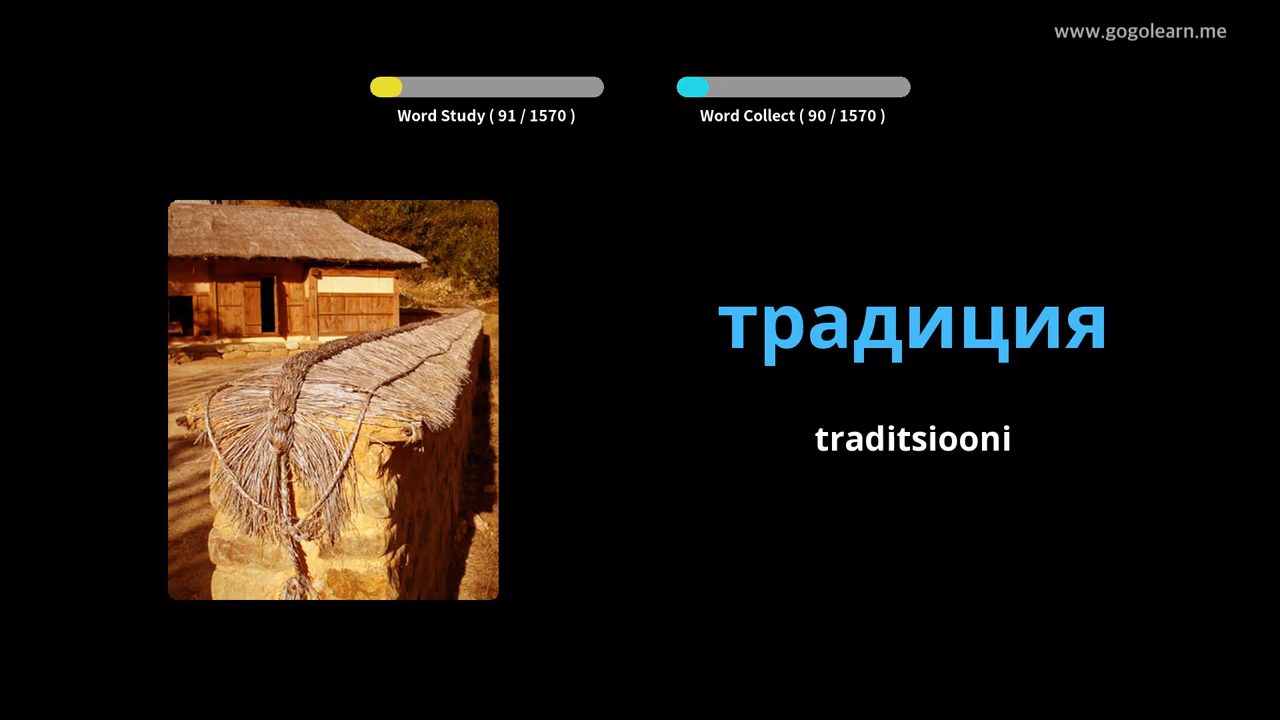 www.gogolearn.me
Word Study ( 91 / 1570 )
Word Collect ( 90 / 1570 )
традиция
traditsiooni